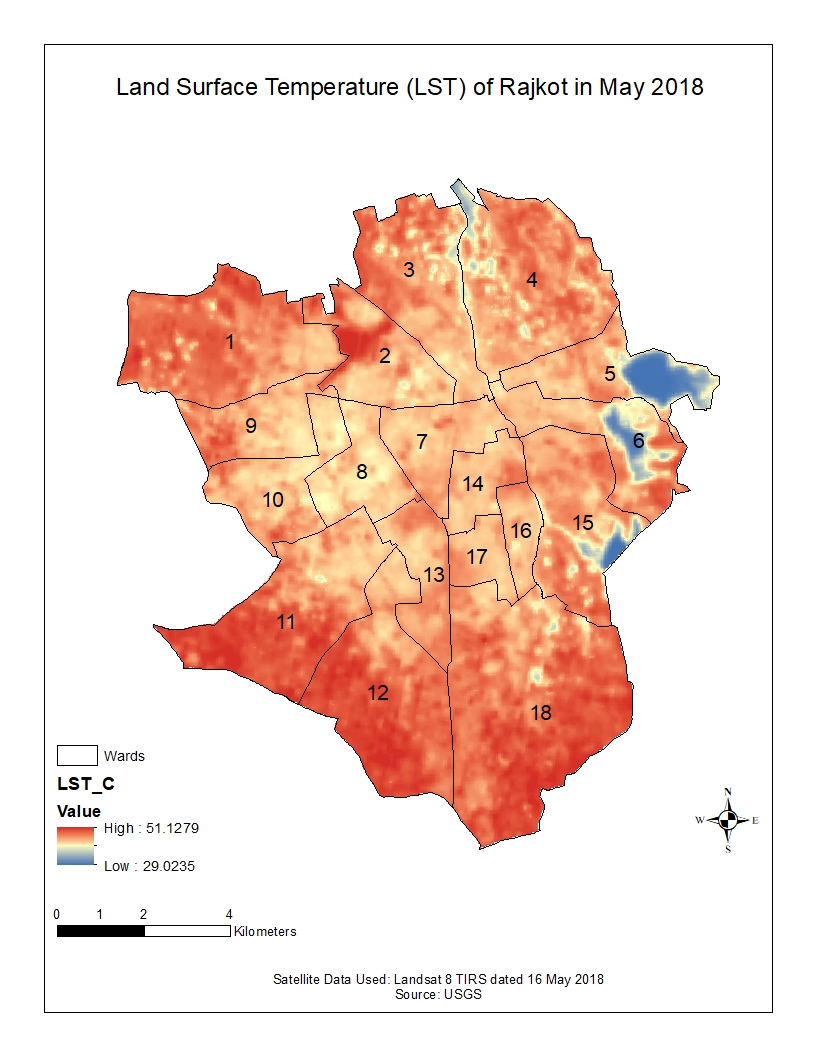 Land Surface Temperature (LST) of Rajkot in May 2018
3
4
1
2
5
9
7
6
8
10
14
15
16
17
13
11
12
18
Wards
LST_C
Value
High : 51.1279
Low : 29.0235
N
W E
S
0 1 2 4
Kilometers
Satellite Data Used: Landsat 8 TIRS dated 16 May 2018
Source: USGS